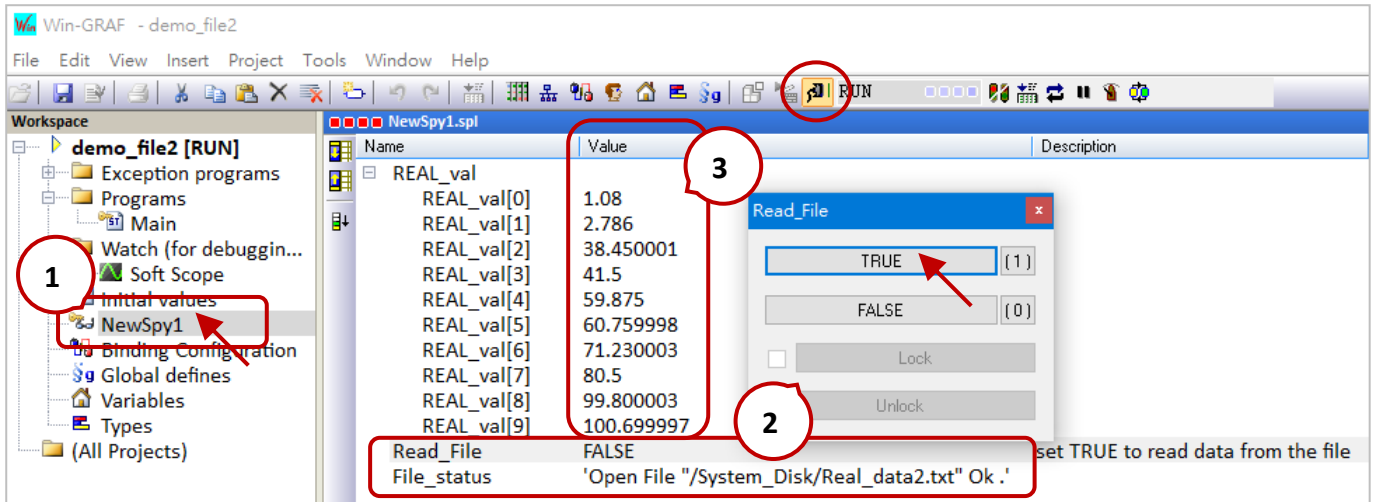 Win-GRAF - demo_file2
File Edit View Insert Project Tools Window Help
RUN
Workspace
demo_file2 [RUN]
Exception programs
Programs
Main
Watch (for debuggin...
Soft Scope
Initial values
NewSpy1
Binding Configuration
Global defines
Variables
Types
(All Projects)
1
NewSpy1.spl
Name Value Description
REAL_val
REAL_val[0] 1.08
REAL_val[1] 2.786
REAL_val[2] 38.450001
REAL_val[3] 41.5
REAL_val[4] 59.875
REAL_val[5] 60.759998
REAL_val[6] 71.230003
REAL_val[7] 80.5
REAL_val[8] 99.800003
REAL_val[9] 100.699997
Read_File FALSE set TRUE to read data from the file
File_status 'Open File "/System_Disk/Real_data2.txt" Ok .'
3
Read_File x
TRUE (1)
FALSE (0)
Lock
Unlock
2